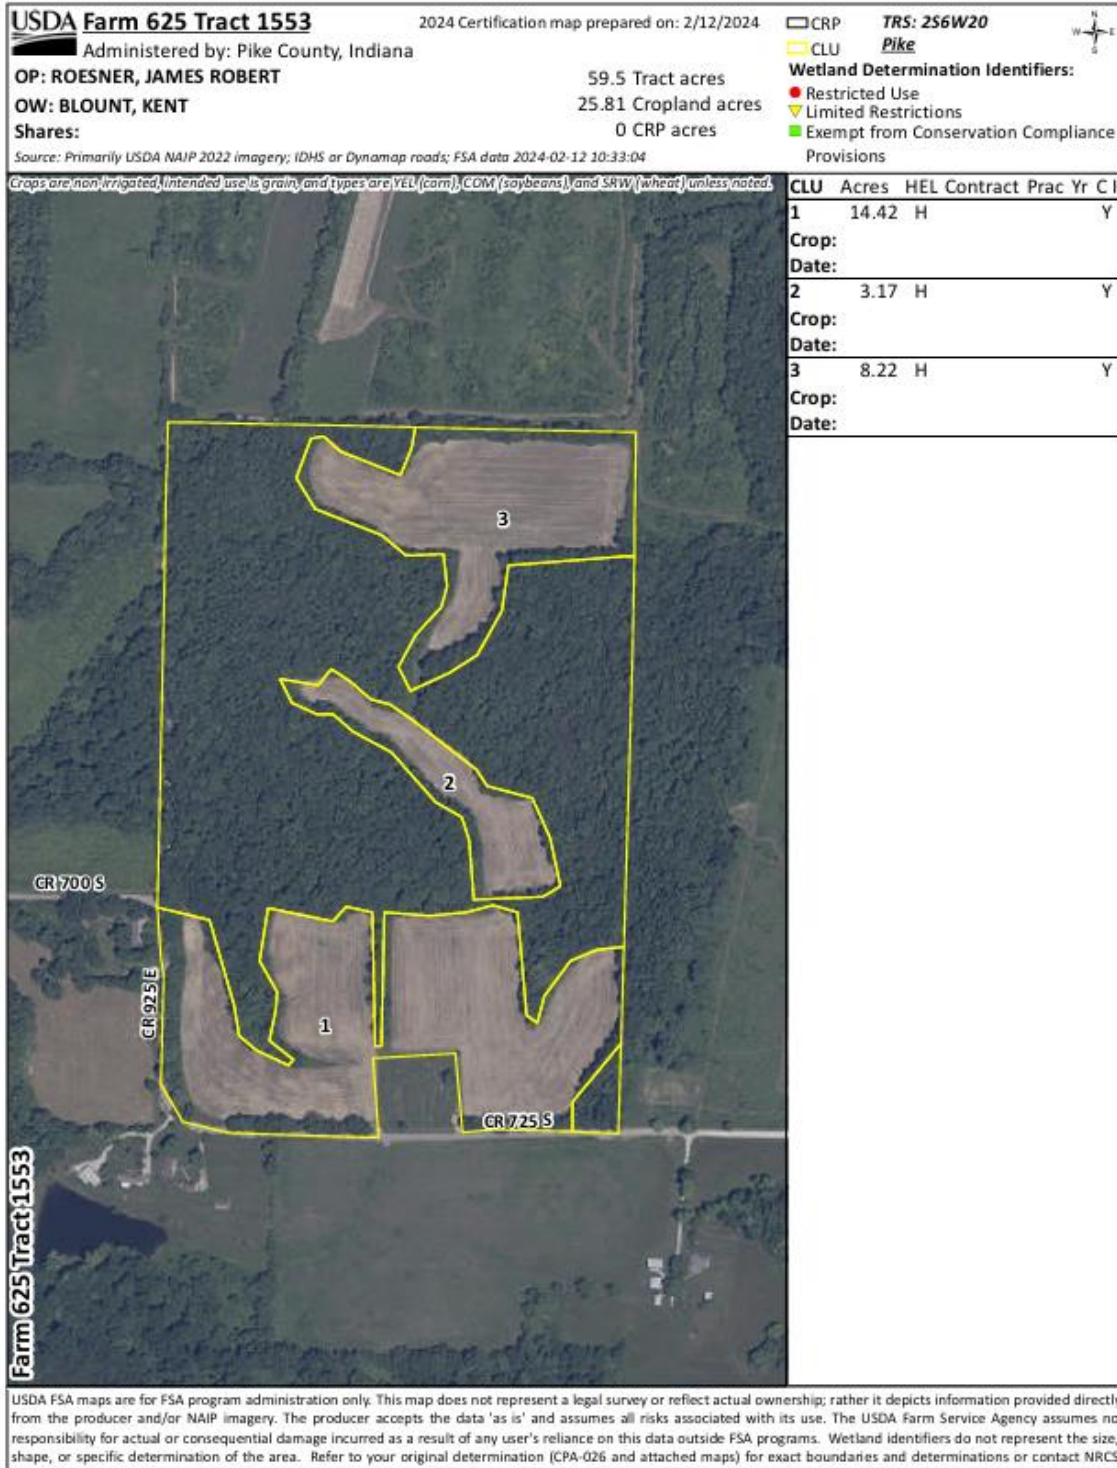 USDA Farm 625 Tract 1553
Administered by: Pike County, Indiana
OP: ROESNER, JAMES ROBERT
OW: BLOUNT, KENT
Shares:
Source: Primarily USDA NAIP 2022 imagery; IDHS or Dynamap roads; FSA data 2024-02-12 10:33:04
2024 Certification map prepared on: 2/12/2024
59.5 Tract acres
25.81 Cropland acres
0 CRP acres
CRP
CLU
TRS: 2S6W20
Pike
N
W E
S
Wetland Determination Identifiers:
Restricted Use
Limited Restrictions
Exempt from Conservation Compliance
Provisions
Crops are non-irrigated, intended use is grain, and types are YEL (corn), COM (soybeans), and SRW (wheat) unless noted.
CLU Acres HEL Contract Prac Yr C I
1 14.42 H Y
Crop:
Date:
2 3.17 H Y
Crop:
Date:
3 8.22 H Y
Crop:
Date:
3
2
CR 700 S
CR 925 E
1
CR 725 S
Farm 625 Tract 1553
USDA FSA maps are for FSA program administration only. This map does not represent a legal survey or reflect actual ownership; rather it depicts information provided directly
from the producer and/or NAIP imagery. The producer accepts the data 'as is' and assumes all risks associated with its use. The USDA Farm Service Agency assumes no
responsibility for actual or consequential damage incurred as a result of any user's reliance on this data outside FSA programs. Wetland identifiers do not represent the size,
shape, or specific determination of the area. Refer to your original determination (CPA-026 and attached maps) for exact boundaries and determinations or contact NRCS